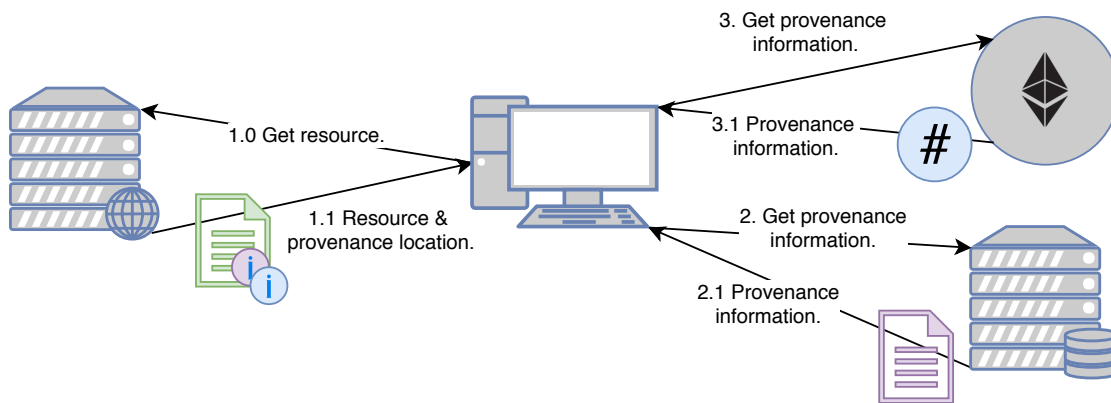 1.0 Get resource.
1.1 Resource &
provenance location.
i
i
3. Get provenance
information.
3.1 Provenance
information.
#
2. Get provenance
information.
2.1 Provenance
information.